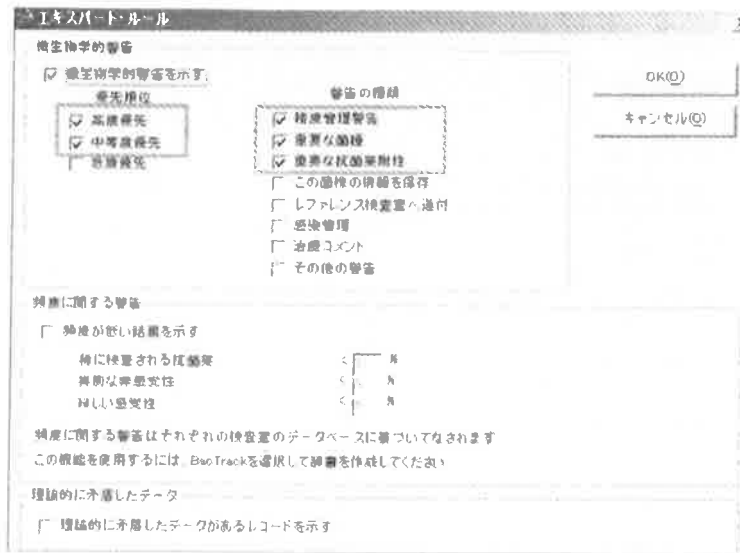 エキスパート・ルール
微生物学的警告
微生物学的警告を示す
優先順位
高度優先
中等度優先
低度優先
警告の種類
精度管理警告
重要な菌種
重要な抗菌薬耐性
この菌株の情報を保存
レファレンス検査室へ送付
感染管理
治療コメント
その他の警告
OK(O)
キャンセル(C)
頻度に関する警告
頻度が低い結果を示す
稀に検査される抗菌薬
< %
非感受性
< %
珍しい感受性
< %
頻度に関する警告はそれぞれの検査室のデータベースに基づいてなされます
この機能を使用するには、BacTrackを選択して辞書を作成してください
理論的に矛盾したデータ
理論的に矛盾したデータがあるレコードを示す